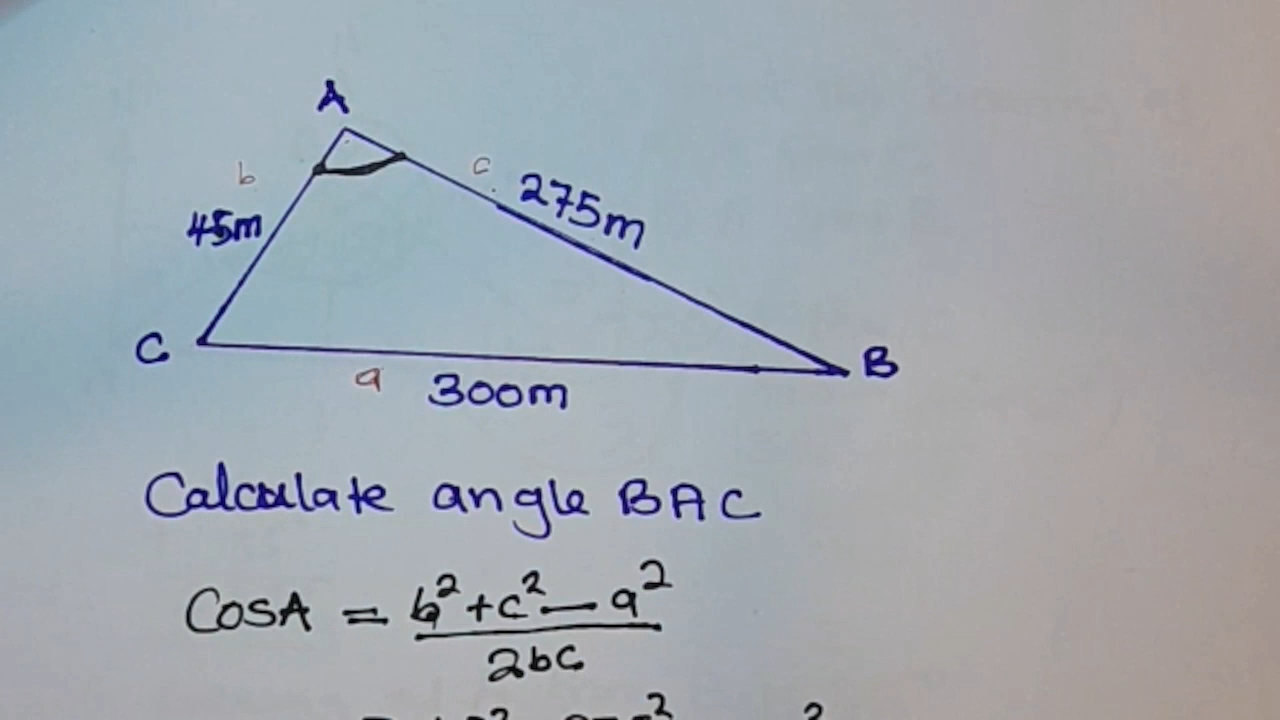 A
b
c
275m
45m
C
B
a
300m
Calculate angle BAC
CosA = b²+c²—a²
2bc